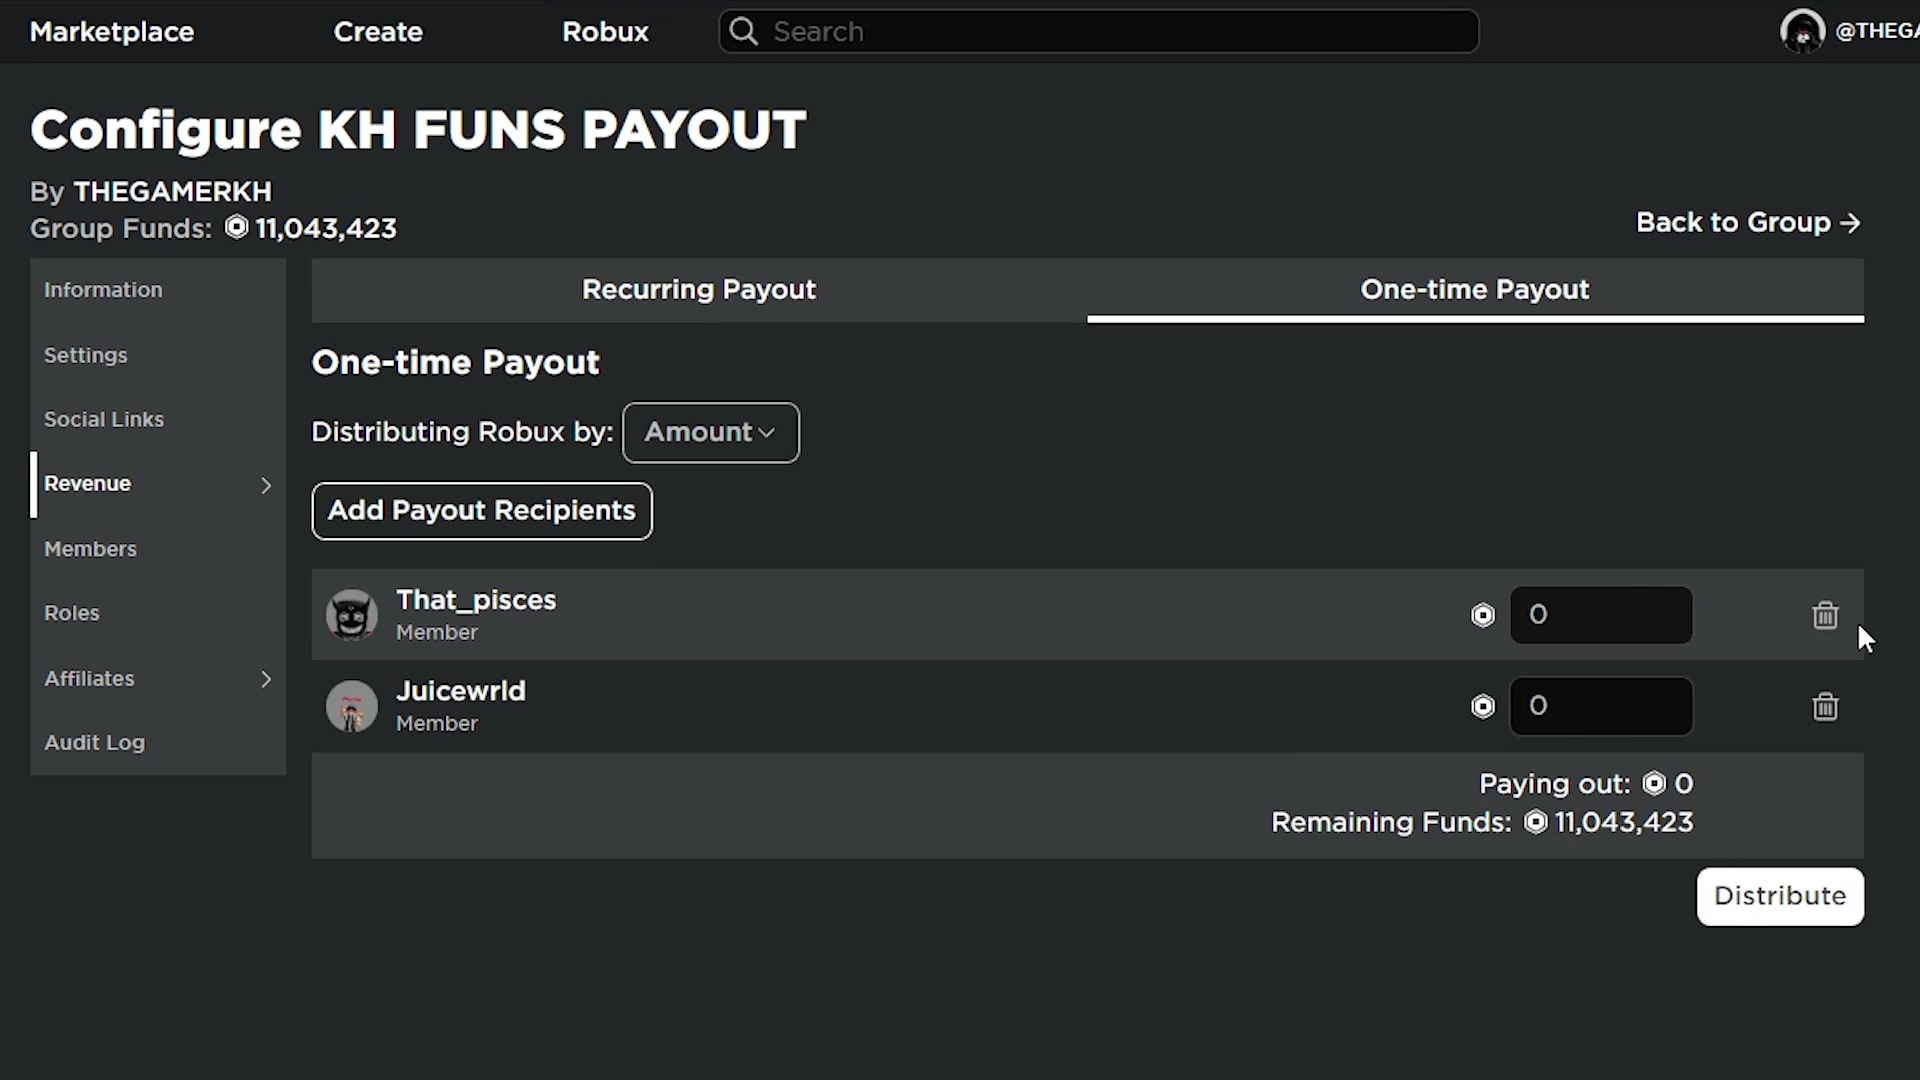 Marketplace
Create
Robux
Search
@THEGA
Configure KH FUNS PAYOUT
By THEGAMERKH
Group Funds: 11,043,423
Back to Group →
Information
Settings
Social Links
Revenue
Members
Roles
Affiliates
Audit Log
Recurring Payout
One-time Payout
One-time Payout
Distributing Robux by: Amount
Add Payout Recipients
That_pisces
Member
0
Juicewrld
Member
0
Paying out: 0
Remaining Funds: 11,043,423
Distribute